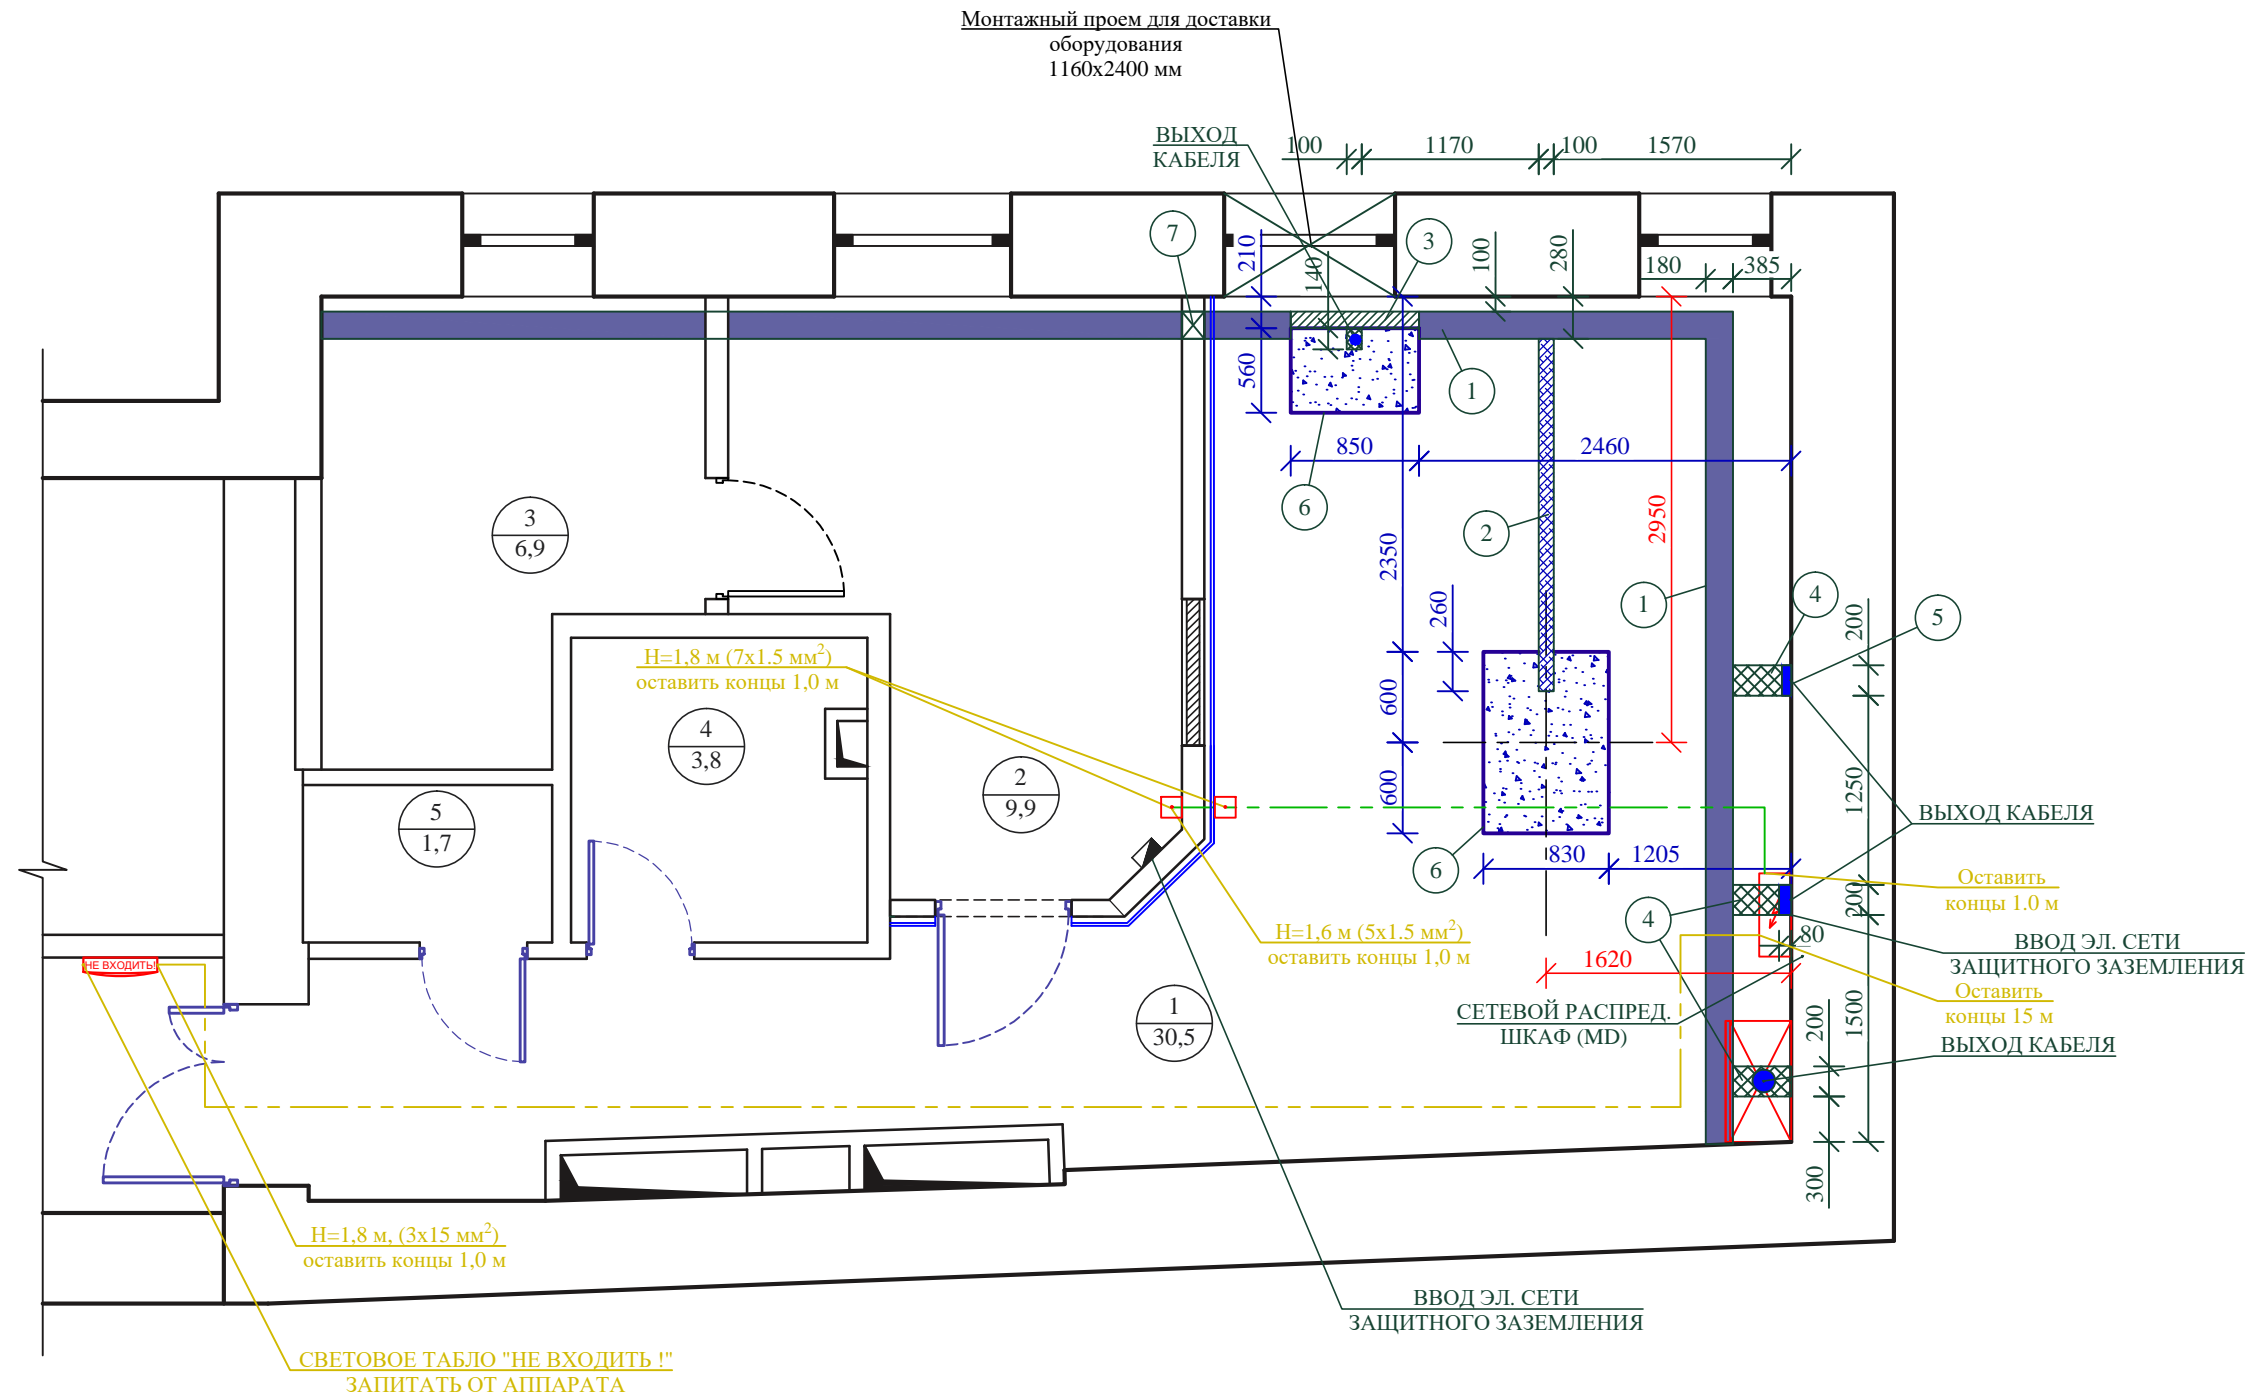 Монтажный проем для доставки
оборудования
1160х2400 мм
ВЫХОД
КАБЕЛЯ
100
1170
100
1570
7
3
210
140
100
280
180
385
560
1
850
2460
6
2
2950
3
6,9
2350
260
1
4
5
200
Н=1,8 м (7х1.5 мм²)
оставить концы 1,0 м
4
3,8
600
2
9,9
600
1250
5
1,7
ВЫХОД КАБЕЛЯ
6
830
1205
Оставить
концы 1.0 м
200
4
80
Н=1,6 м (5х1.5 мм²)
оставить концы 1,0 м
ВВОД ЭЛ. СЕТИ
ЗАЩИТНОГО ЗАЗЕМЛЕНИЯ
1620
НЕ ВХОДИТЬ!
Оставить
концы 15 м
1
30,5
СЕТЕВОЙ РАСПРЕД.
ШКАФ (MD)
200
1500
ВЫХОД КАБЕЛЯ
300
Н=1,8 м, (3х15 мм²)
оставить концы 1,0 м
ВВОД ЭЛ. СЕТИ
ЗАЩИТНОГО ЗАЗЕМЛЕНИЯ
СВЕТОВОЕ ТАБЛО "НЕ ВХОДИТЬ !"
ЗАПИТАТЬ ОТ АППАРАТА